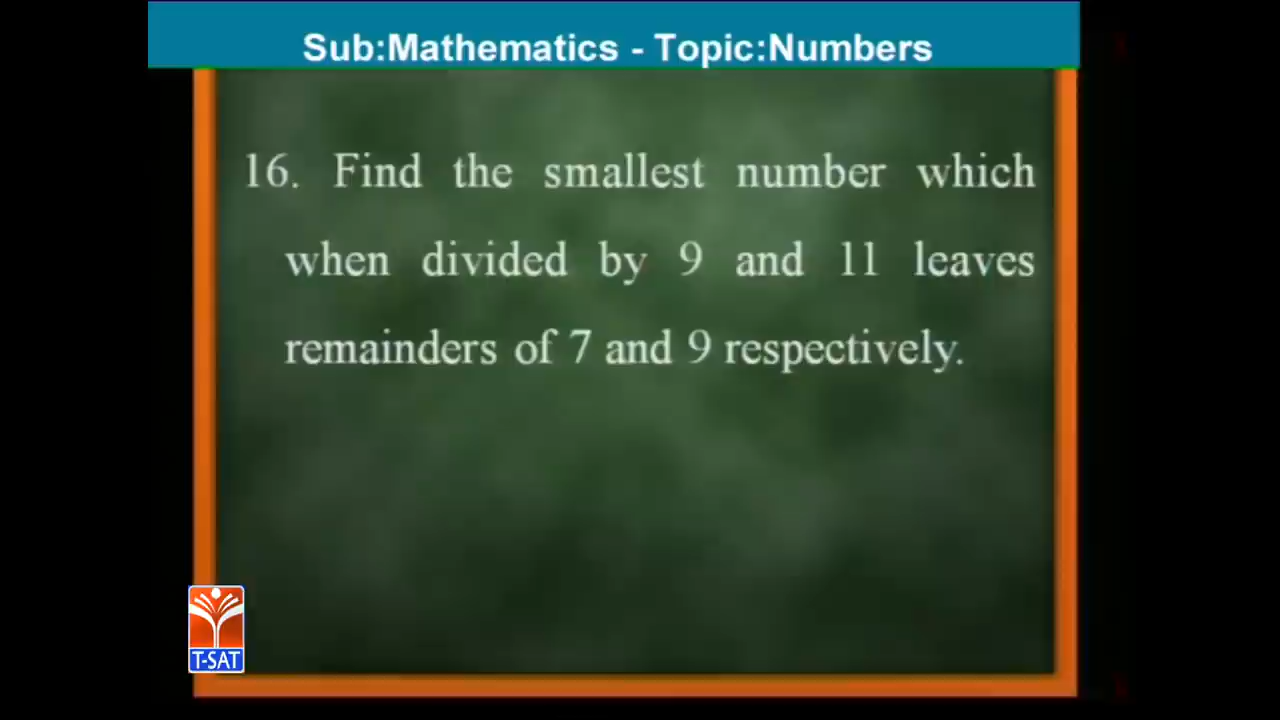 Sub:Mathematics - Topic:Numbers
16. Find the smallest number which
when divided by 9 and 11 leaves
remainders of 7 and 9 respectively.
T-SAT